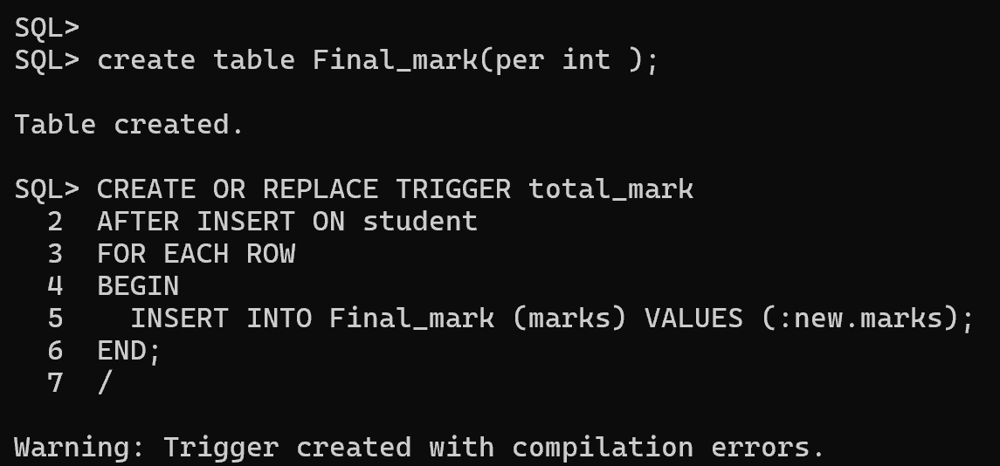 SQL>
SQL> create table Final_mark(per int );
Table created.
SQL> CREATE OR REPLACE TRIGGER total_mark
  2  AFTER INSERT ON student
  3  FOR EACH ROW
  4  BEGIN
  5    INSERT INTO Final_mark (marks) VALUES (:new.marks);
  6  END;
  7  /
Warning: Trigger created with compilation errors.